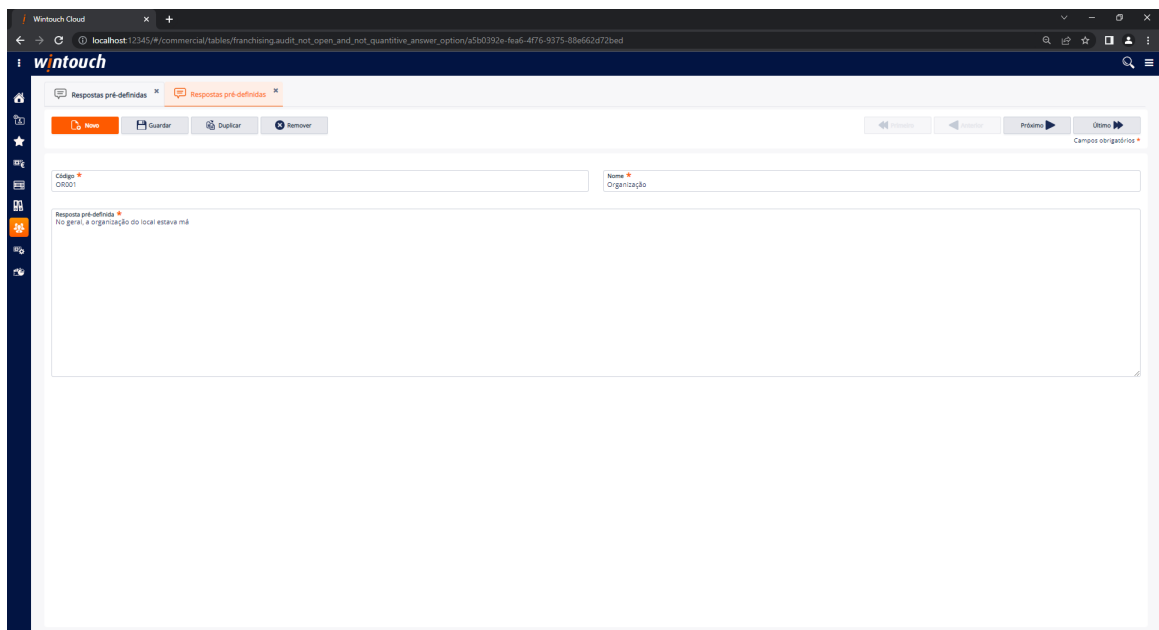 Wintouch Cloud
localhost:12345/#/commercial/tables/franchising.audit_not_open_and_not_quantitive_answer_option/a5b0392e-fea6-4f76-9375-88e662d72bed
wintouch
Respostas pré-definidas Respostas pré-definidas
Novo Guardar Duplicar Remover Primeiro Anterior Próximo Último
Campos obrigatórios *
Código * Nome *
OR001 Organização
Resposta pré-definida *
No geral, a organização do local estava má